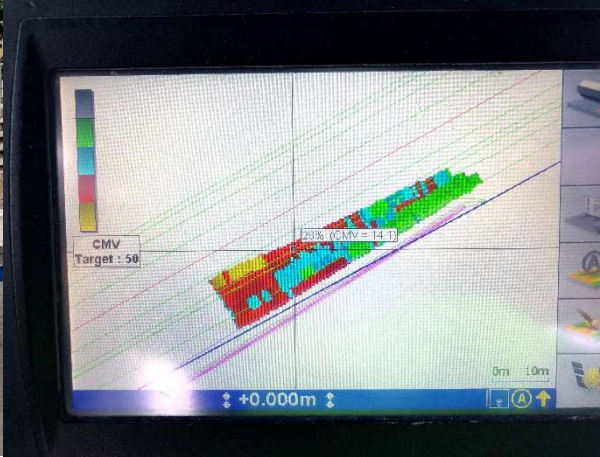 28% (CMV = 14.1)
CMV
Target : 50
0m 10m
+0.000m
A
A